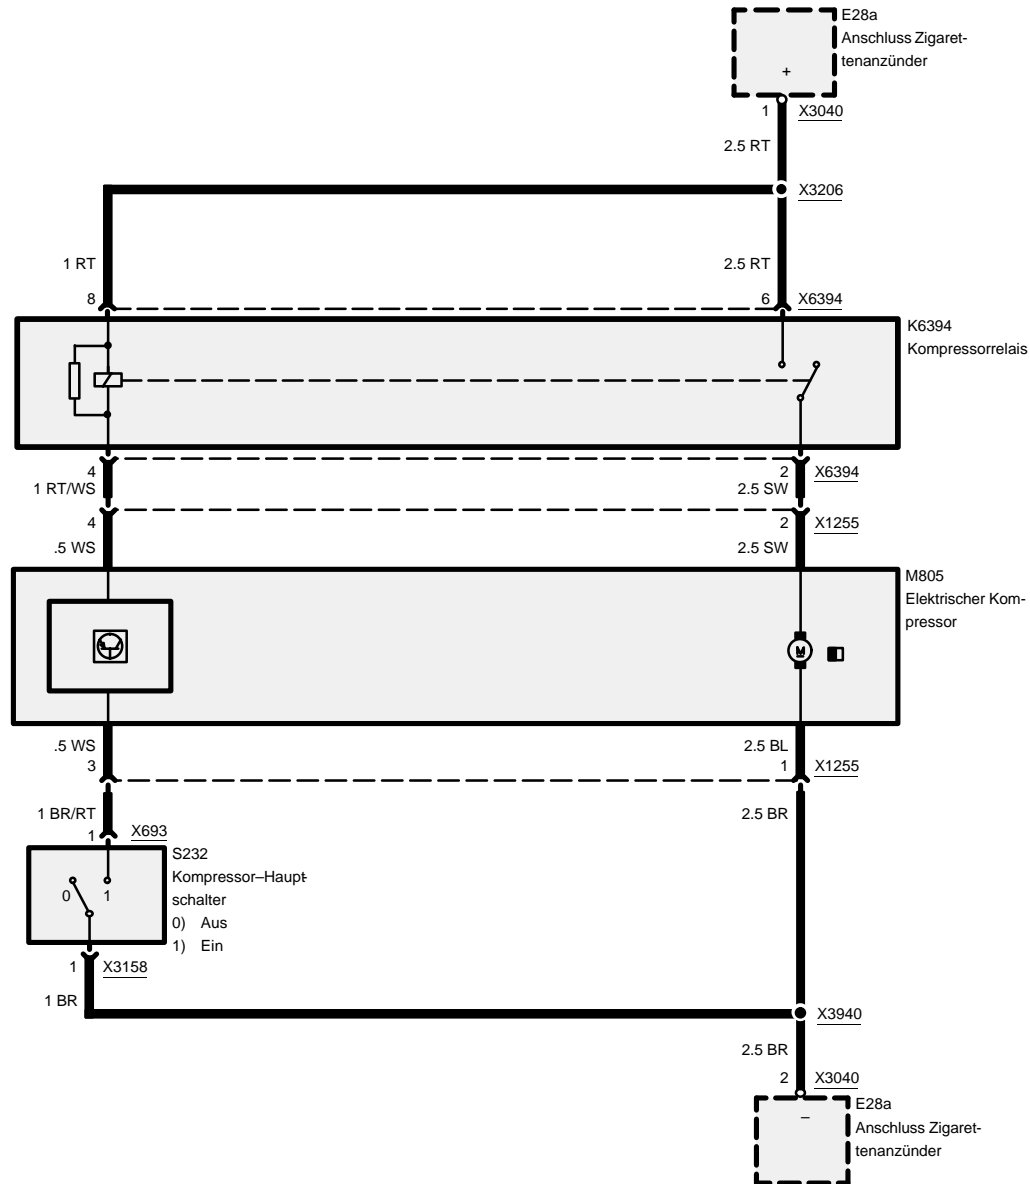 E28a
Anschluss Zigaret-
tenanzünder
+
1 X3040
2.5 RT
X3206
1 RT
2.5 RT
8
6 X6394
K6394
Kompressorrelais
4
2 X6394
1 RT/WS
2.5 SW
4
2 X1255
.5 WS
2.5 SW
M805
Elektrischer Kom-
pressor
M
.5 WS
2.5 BL
3
1 X1255
1 BR/RT
2.5 BR
1 X693
S232
Kompressor–Haupt-
schalter
0) Aus
1) Ein
0 1
1 X3158
1 BR
X3940
2.5 BR
2 X3040
–
E28a
Anschluss Zigaret-
tenanzünder